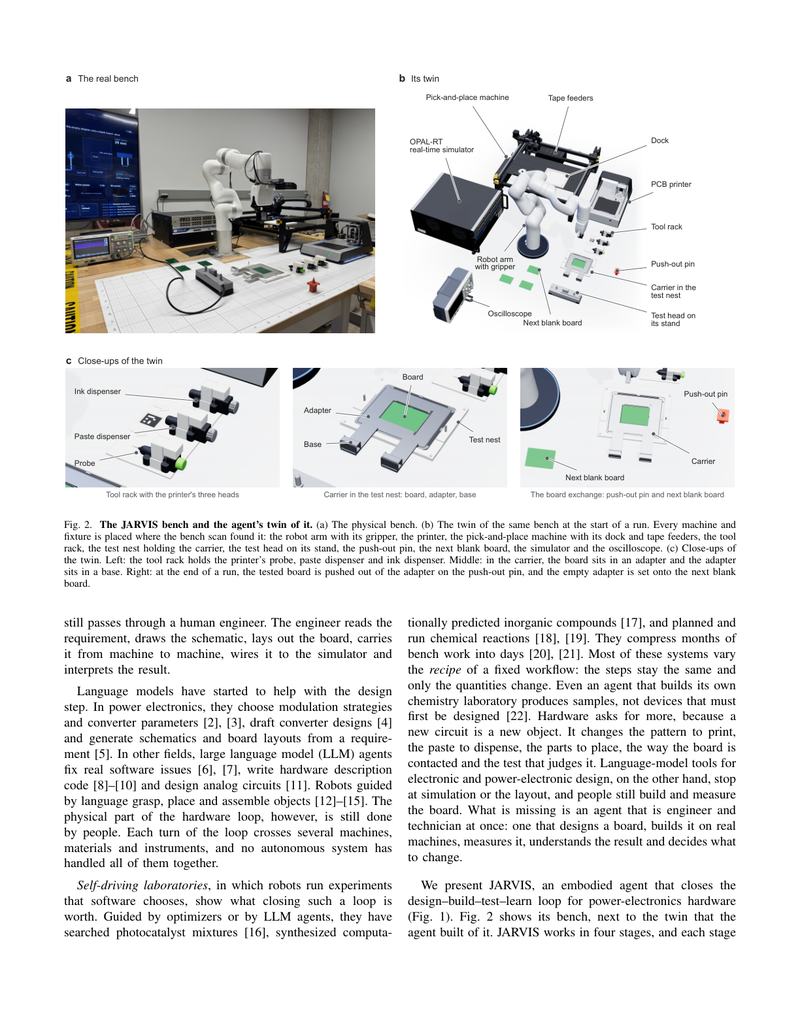 a The real bench
b Its twin
Pick-and-place machine
Tape feeders
OPAL-RT
real-time simulator
Dock
PCB printer
Tool rack
Robot arm
with gripper
Push-out pin
Carrier in the
test nest
Oscilloscope
Next blank board
Test head on
its stand
c Close-ups of the twin
Ink dispenser
Paste dispenser
Probe
Board
Adapter
Base
Test nest
Push-out pin
Carrier
Next blank board
Tool rack with the printer's three heads
Carrier in the test nest: board, adapter, base
The board exchange: push-out pin and next blank board
Fig. 2. The JARVIS bench and the agent's twin of it. (a) The physical bench. (b) The twin of the same bench at the start of a run. Every machine and
fixture is placed where the bench scan found it: the robot arm with its gripper, the printer, the pick-and-place machine with its dock and tape feeders, the tool
rack, the test nest holding the carrier, the test head on its stand, the push-out pin, the next blank board, the simulator and the oscilloscope. (c) Close-ups of
the twin. Left: the tool rack holds the printer's probe, paste dispenser and ink dispenser. Middle: in the carrier, the board sits in an adapter and the adapter
sits in a base. Right: at the end of a run, the tested board is pushed out of the adapter on the push-out pin, and the empty adapter is set onto the next blank
board.
still passes through a human engineer. The engineer reads the
requirement, draws the schematic, lays out the board, carries
it from machine to machine, wires it to the simulator and
interprets the result.
Language models have started to help with the design
step. In power electronics, they choose modulation strategies
and converter parameters [2], [3], draft converter designs [4]
and generate schematics and board layouts from a require-
ment [5]. In other fields, large language model (LLM) agents
fix real software issues [6], [7], write hardware description
code [8]–[10] and design analog circuits [11]. Robots guided
by language grasp, place and assemble objects [12]–[15]. The
physical part of the hardware loop, however, is still done
by people. Each turn of the loop crosses several machines,
materials and instruments, and no autonomous system has
handled all of them together.
Self-driving laboratories, in which robots run experiments
that software chooses, show what closing such a loop is
worth. Guided by optimizers or by LLM agents, they have
searched photocatalyst mixtures [16], synthesized computa-
tionally predicted inorganic compounds [17], and planned and
run chemical reactions [18], [19]. They compress months of
bench work into days [20], [21]. Most of these systems vary
the recipe of a fixed workflow: the steps stay the same and
only the quantities change. Even an agent that builds its own
chemistry laboratory produces samples, not devices that must
first be designed [22]. Hardware asks for more, because a
new circuit is a new object. It changes the pattern to print,
the paste to dispense, the parts to place, the way the board is
contacted and the test that judges it. Language-model tools for
electronic and power-electronic design, on the other hand, stop
at simulation or the layout, and people still build and measure
the board. What is missing is an agent that is engineer and
technician at once: one that designs a board, builds it on real
machines, measures it, understands the result and decides what
to change.
We present JARVIS, an embodied agent that closes the
design–build–test–learn loop for power-electronics hardware
(Fig. 1). Fig. 2 shows its bench, next to the twin that the
agent built of it. JARVIS works in four stages, and each stage